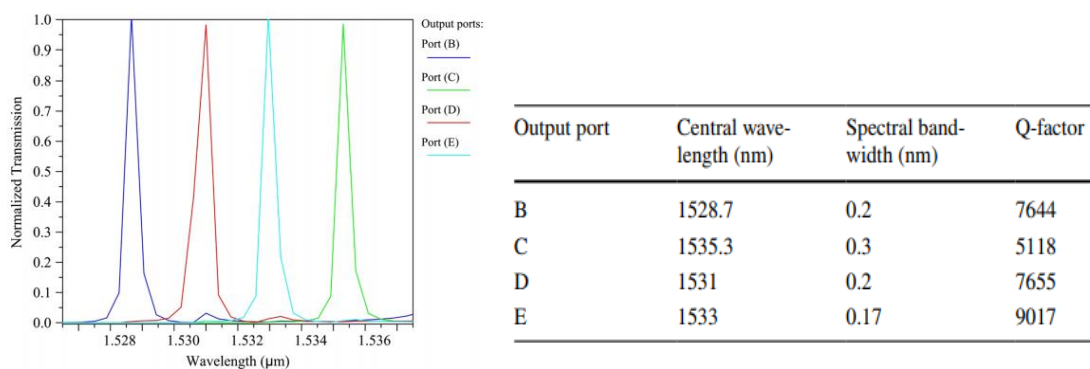 Normalized Transmission
1.0
0.9
0.8
0.7
0.6
0.5
0.4
0.3
0.2
0.1
0.0
1.528
1.530
1.532
1.534
1.536
Wavelength (μm)
Output ports:
Port (B)
Port (C)
Port (D)
Port (E)
Output port Central wave- Spectral band- Q-factor
length (nm) width (nm)
B 1528.7 0.2 7644
C 1535.3 0.3 5118
D 1531 0.2 7655
E 1533 0.17 9017